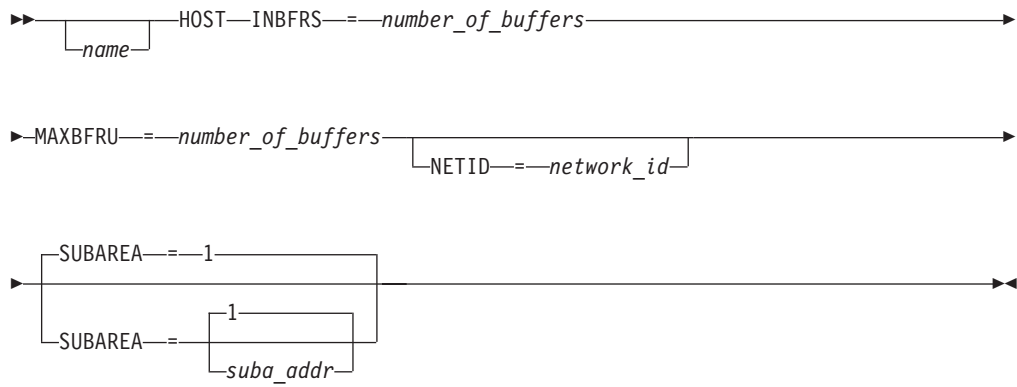 HOST INBFRS = number_of_buffers
name
MAXBFRU = number_of_buffers
NETID = network_id
SUBAREA = 1
1
SUBAREA =
suba_addr